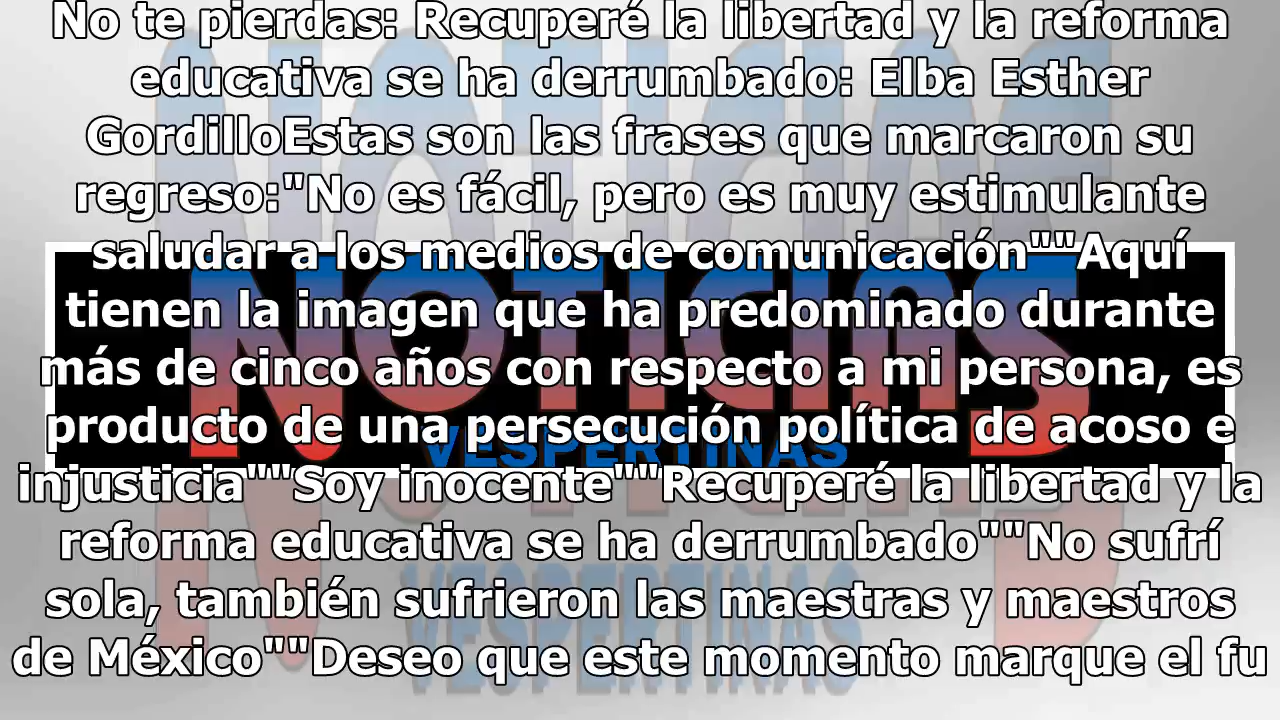 No te pierdas: Recuperé la libertad y la reforma
educativa se ha derrumbado: Elba Esther
GordilloEstas son las frases que marcaron su
regreso:"No es fácil, pero es muy estimulante
saludar a los medios de comunicación""Aquí
tienen la imagen que ha predominado durante
más de cinco años con respecto a mi persona, es
producto de una persecución política de acoso e
injusticia""Soy inocente""Recuperé la libertad y la
reforma educativa se ha derrumbado""No sufrí
sola, también sufrieron las maestras y maestros
de México""Deseo que este momento marque el fu
NOTICIAS
VESPERTINAS
NOTICIAS
VESPERTINAS